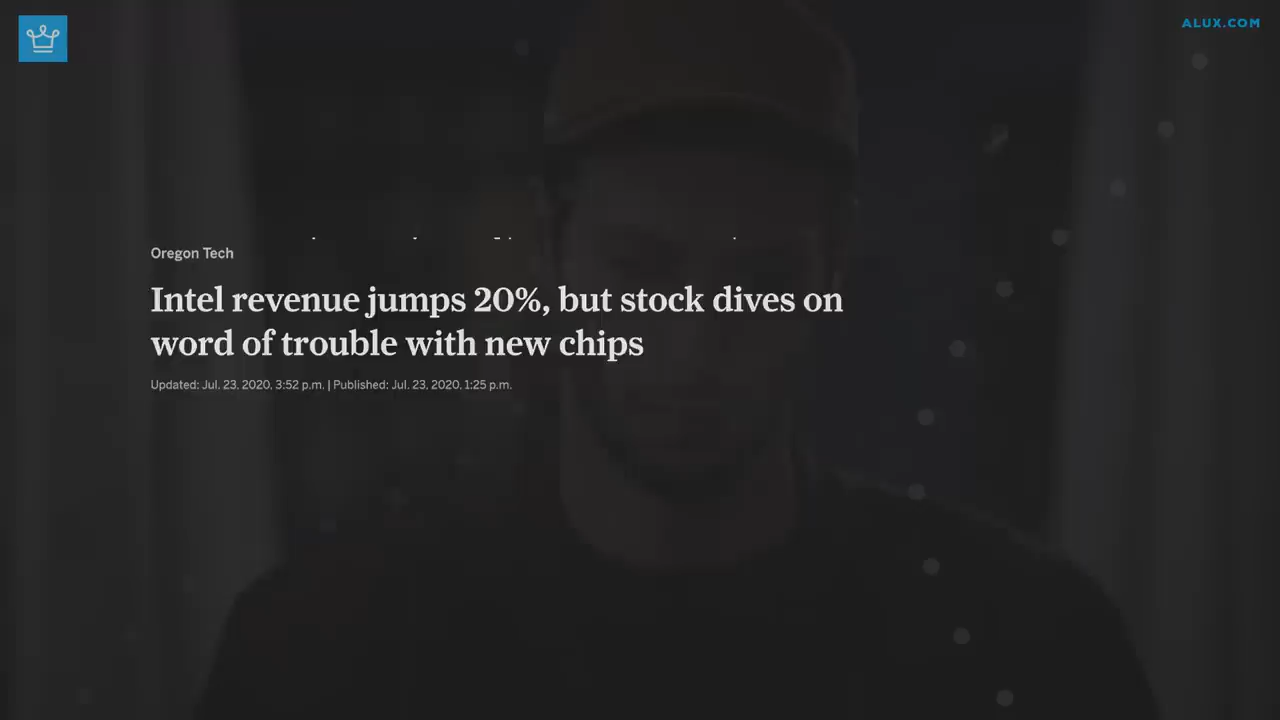 ALUX.COM
Oregon Tech
Intel revenue jumps 20%, but stock dives on
word of trouble with new chips
Updated: Jul. 23, 2020, 3:52 p.m. | Published: Jul. 23, 2020, 1:25 p.m.